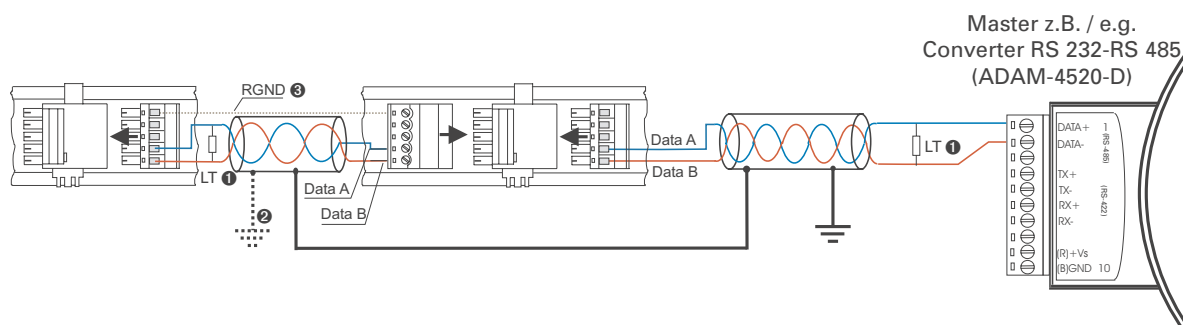 Master z.B. / e.g.
Converter RS 232-RS 485
(ADAM-4520-D)
RGND ❸
LT ❶
❷
Data A
Data B
Data A
Data B
LT ❶
DATA+ 1
DATA-
(RS-485)
TX+
TX-
RX+
RX-
(RS-422)
(R)+Vs
(B)GND 10